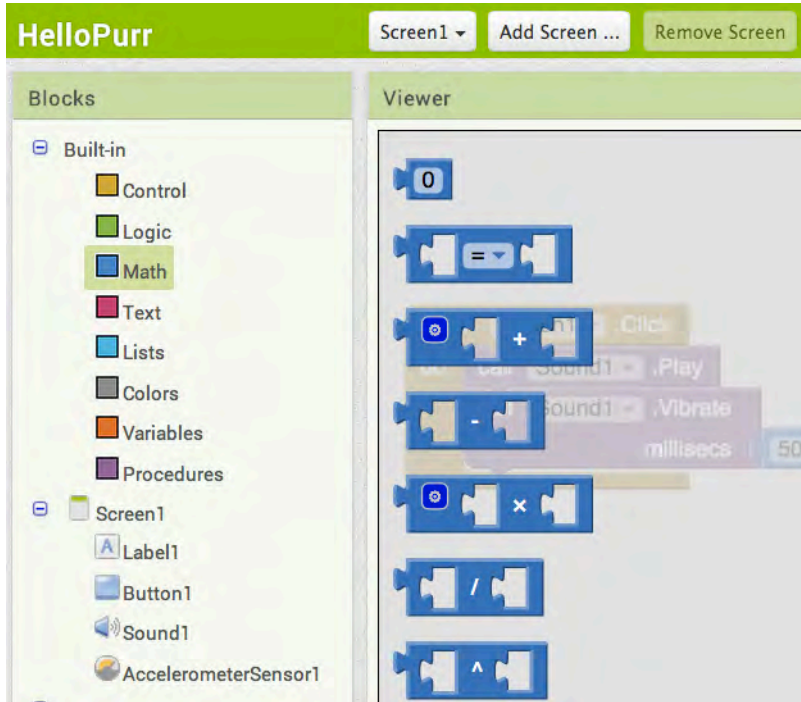 HelloPurr
Screen1
Add Screen ...
Remove Screen
Blocks
Viewer
Built-in
Control
Logic
Math
Text
Lists
Colors
Variables
Procedures
Screen1
Label1
Button1
Sound1
AccelerometerSensor1
0
=
+
-
×
/
^
.Click
call Sound1 .Play
Sound1 .Vibrate
millisecs 50